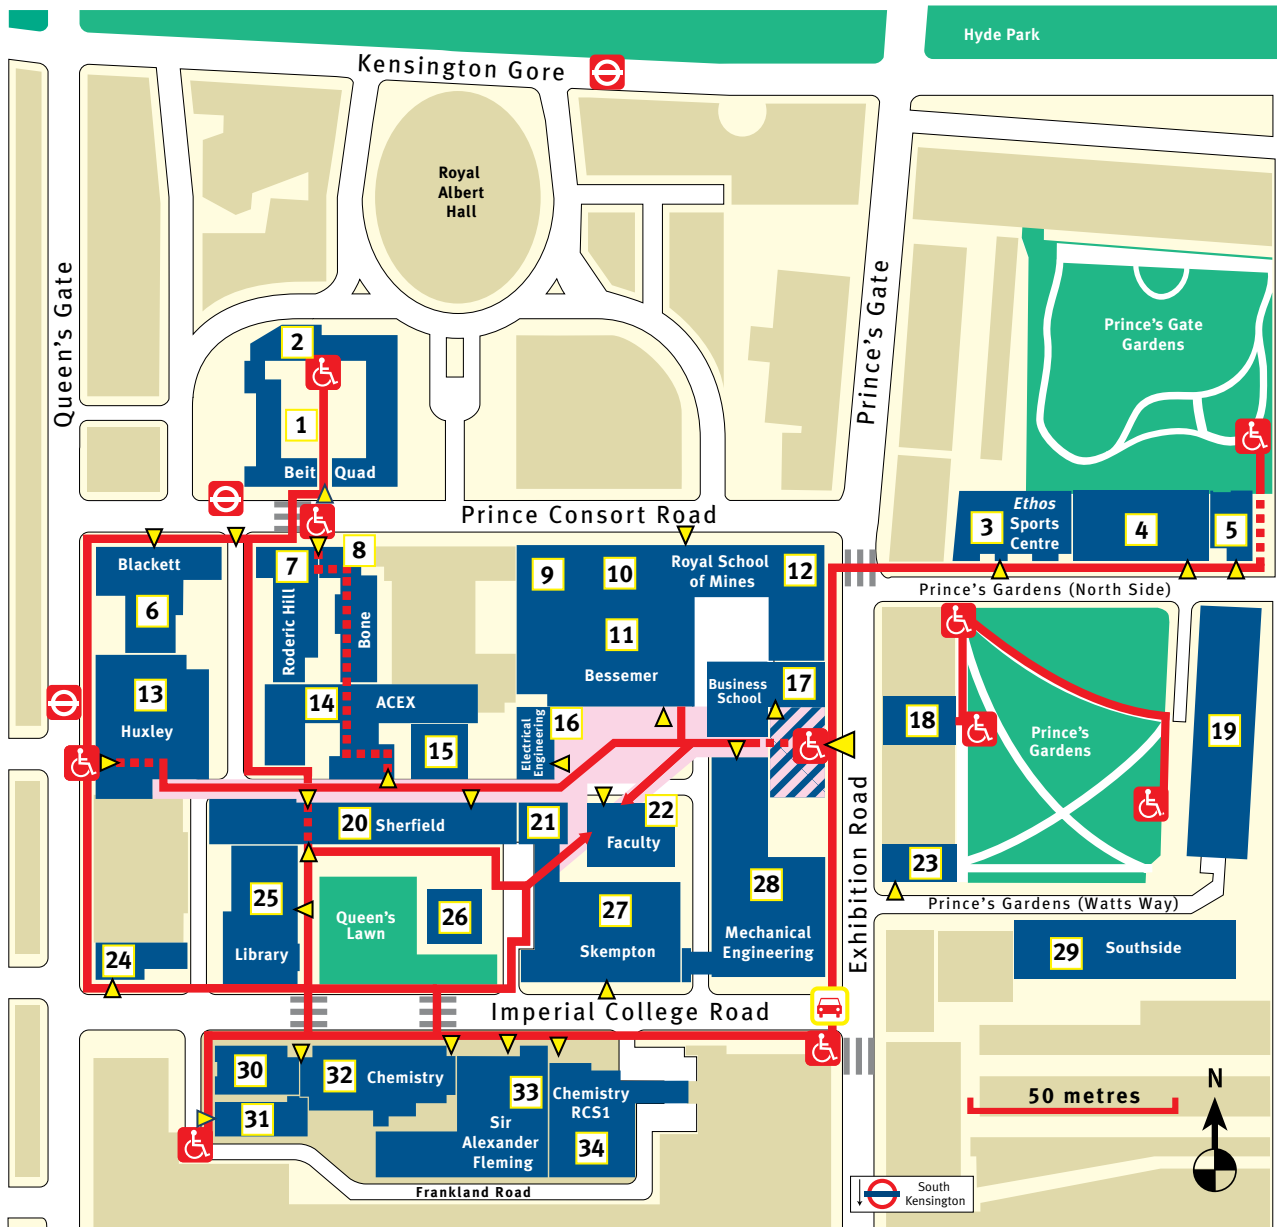 Hyde Park
Kensington Gore
Royal
Albert
Hall
Queen's Gate
Prince's Gate
Prince's Gate
Gardens
2
1
Beit Quad
Prince Consort Road
3
Ethos
Sports
Centre
4
5
Prince's Gardens (North Side)
Blackett
6
7
8
Roderic Hill
Bone
9
10
Royal School
of Mines
12
11
Bessemer
13
Huxley
14
ACEX
15
16
Electrical
Engineering
Business
School
17
18
Prince's
Gardens
19
20
Sherfield
21
22
Faculty
23
Exhibition Road
Prince's Gardens (Watts Way)
24
25
Library
Queen's
Lawn
26
27
Skempton
28
Mechanical
Engineering
29
Southside
Imperial College Road
30
31
32
Chemistry
33
Sir
Alexander
Fleming
Chemistry
RCS1
34
Frankland Road
50 metres
N
South
Kensington